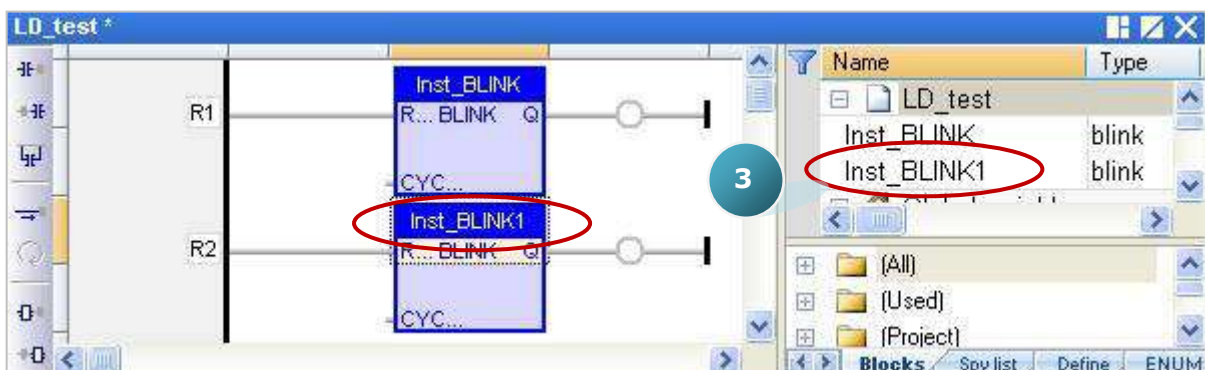 LD_test *
R1
Inst_BLINK
R... BLINK Q
CYC...
Inst_BLINK1
R2
R... BLINK Q
CYC...
3
Name Type
LD_test
Inst_BLINK blink
Inst_BLINK1 blink
(All)
(Used)
(Project)
Blocks Spy list Define ENUM